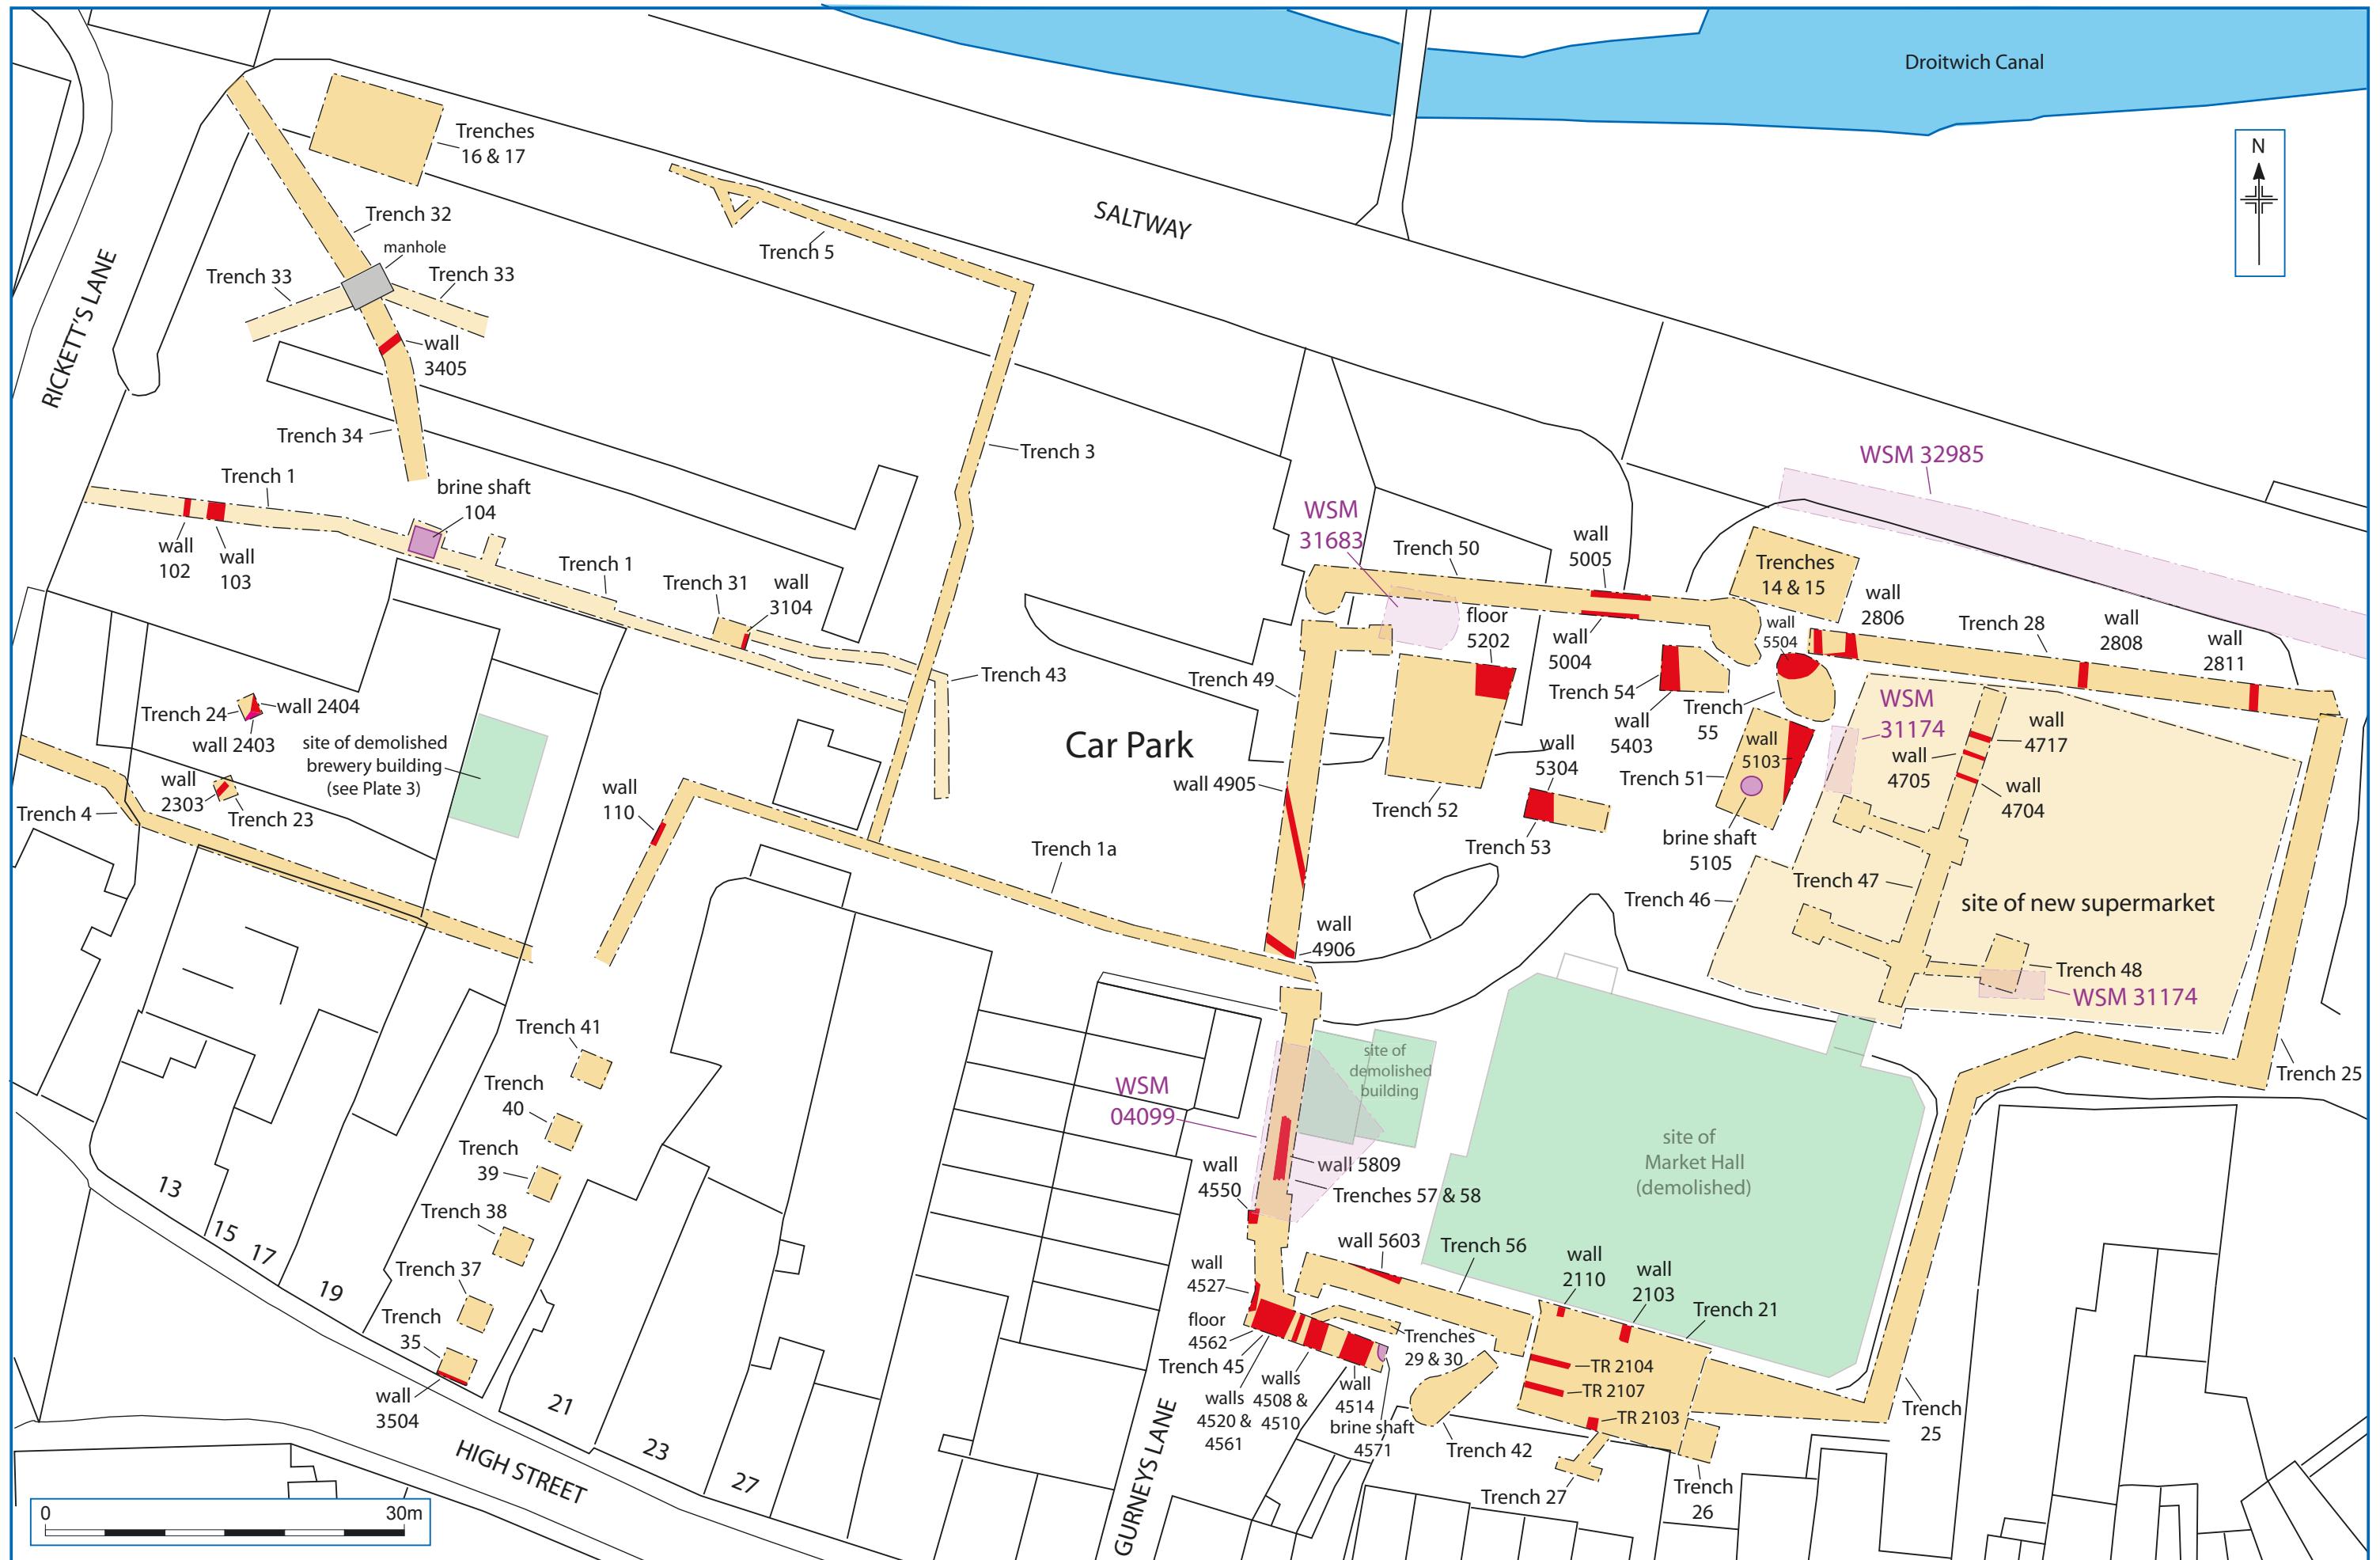 Droitwich Canal
N
Trenches
16 & 17
SALTWAY
Trench 32
manhole
Trench 33
Trench 33
Trench 5
RICKETT'S LANE
wall
3405
Trench 34
Trench 3
WSM 32985
Trench 1
brine shaft
104
wall
102
wall
103
Trench 1
Trench 31
wall
3104
WSM
31683
Trench 50
wall
5005
floor
5202
wall
5004
Trenches
14 & 15
wall
5504
wall
2806
Trench 28
wall
2808
wall
2811
Trench 43
Trench 49
Trench 54
wall
5403
Trench
55
WSM
31174
wall
4717
wall
4705
wall
4704
Trench 24
wall 2404
wall 2403
site of demolished
brewery building
(see Plate 3)
Car Park
wall 4905
wall
5304
wall
5103
Trench 51
brine shaft
5105
Trench 52
Trench 53
wall
2303
Trench 23
Trench 4
wall
110
Trench 1a
Trench 47
Trench 46
site of new supermarket
wall
4906
Trench 48
WSM 31174
Trench 41
Trench
40
Trench
39
Trench 38
Trench 37
Trench
35
wall
3504
WSM
04099
site of
demolished
building
site of
Market Hall
(demolished)
Trench 25
wall
4550
wall 5809
Trenches 57 & 58
13
15
17
19
21
23
27
wall
4527
wall 5603
Trench 56
wall
2110
wall
2103
Trench 21
floor
4562
Trench 45
Trenches
29 & 30
TR 2104
TR 2107
TR 2103
walls
4520 &
4561
walls
4508 &
4510
wall
4514
brine shaft
4571
Trench 42
Trench
25
Trench 27
Trench
26
HIGH STREET
GURNEYS LANE
0
30m